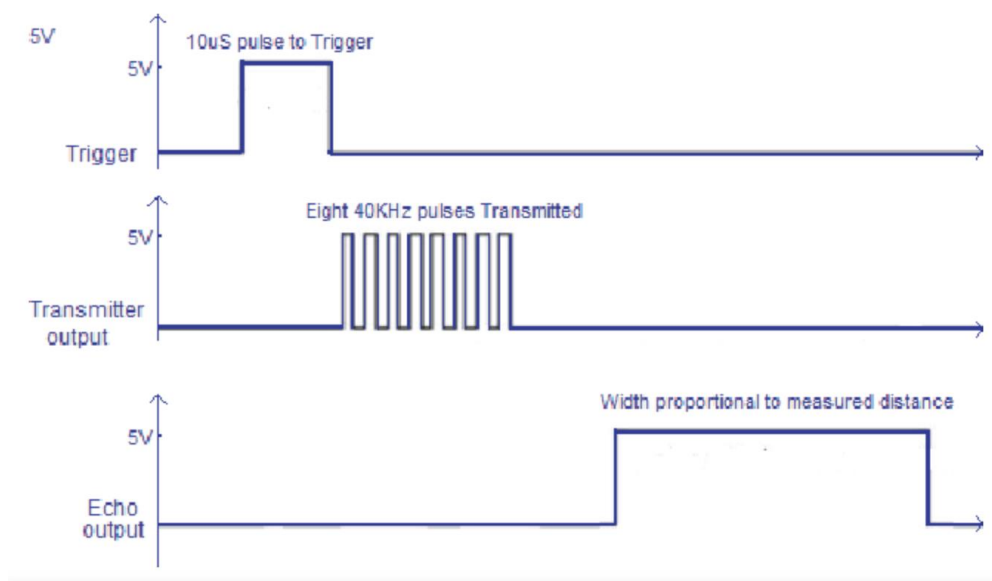 5V
10uS pulse to Trigger
5V
Trigger
Eight 40KHz pulses Transmitted
5V
Transmitter
output
Width proportional to measured distance
5V
Echo
output